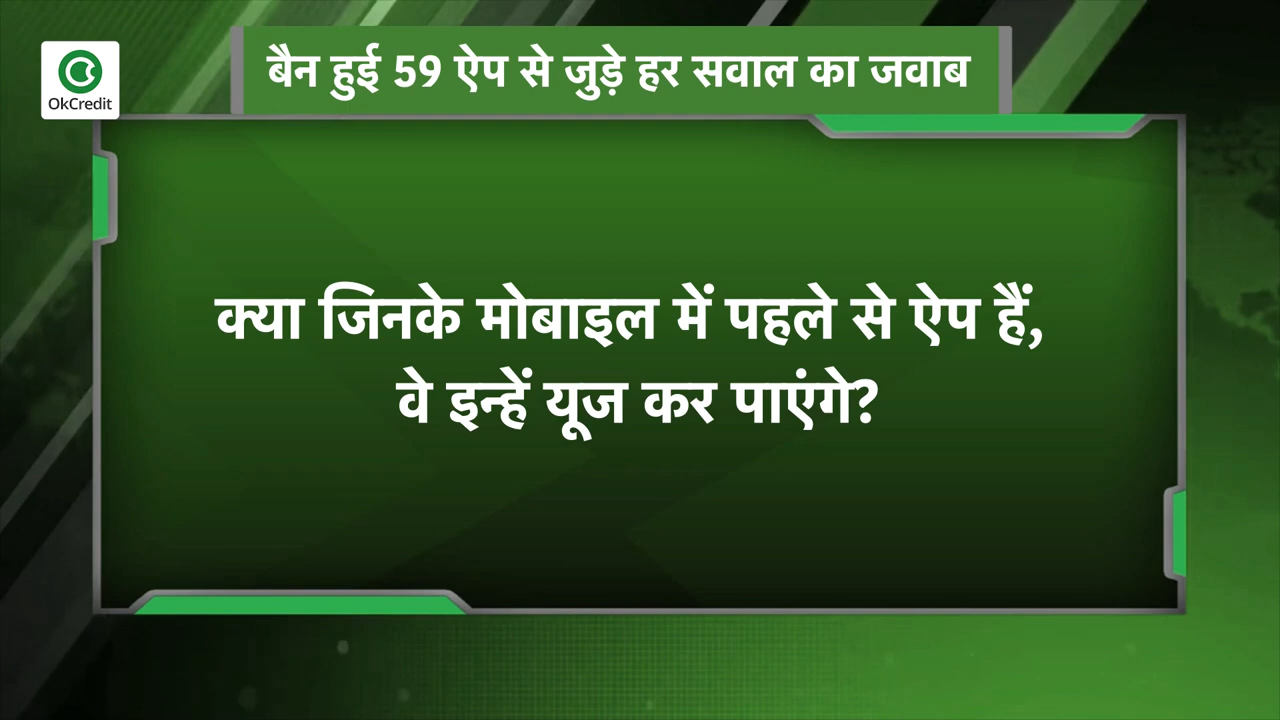 बैन हुई 59 ऐप से जुड़े हर सवाल का जवाब
OkCredit
क्या जिनके मोबाइल में पहले से ऐप हैं,
वे इन्हें यूज कर पाएंगे?